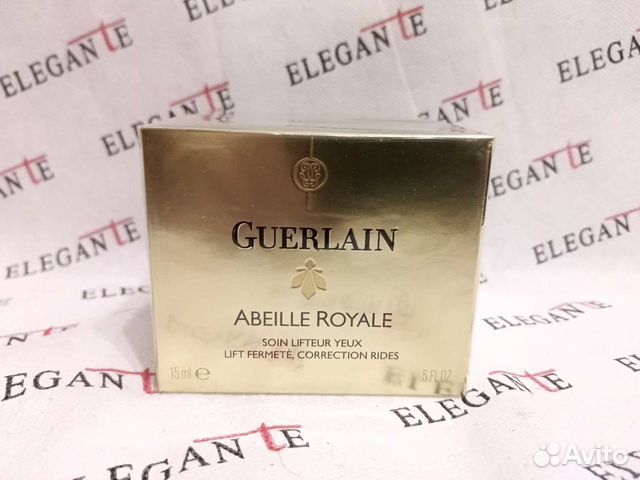 ELEGANTE
ELEGANTE
ELEGANTE
ELEGANTE
ELEGANTE
ELEGANTE
ELEGANTE
GUERLAIN
ABEILLE ROYALE
SOIN LIFTEUR YEUX
LIFT FERMETÉ, CORRECTION RIDES
15 ml e
.5 FL.OZ.
ELEGANTE
ELEGANTE
ELEGANTE
Avito